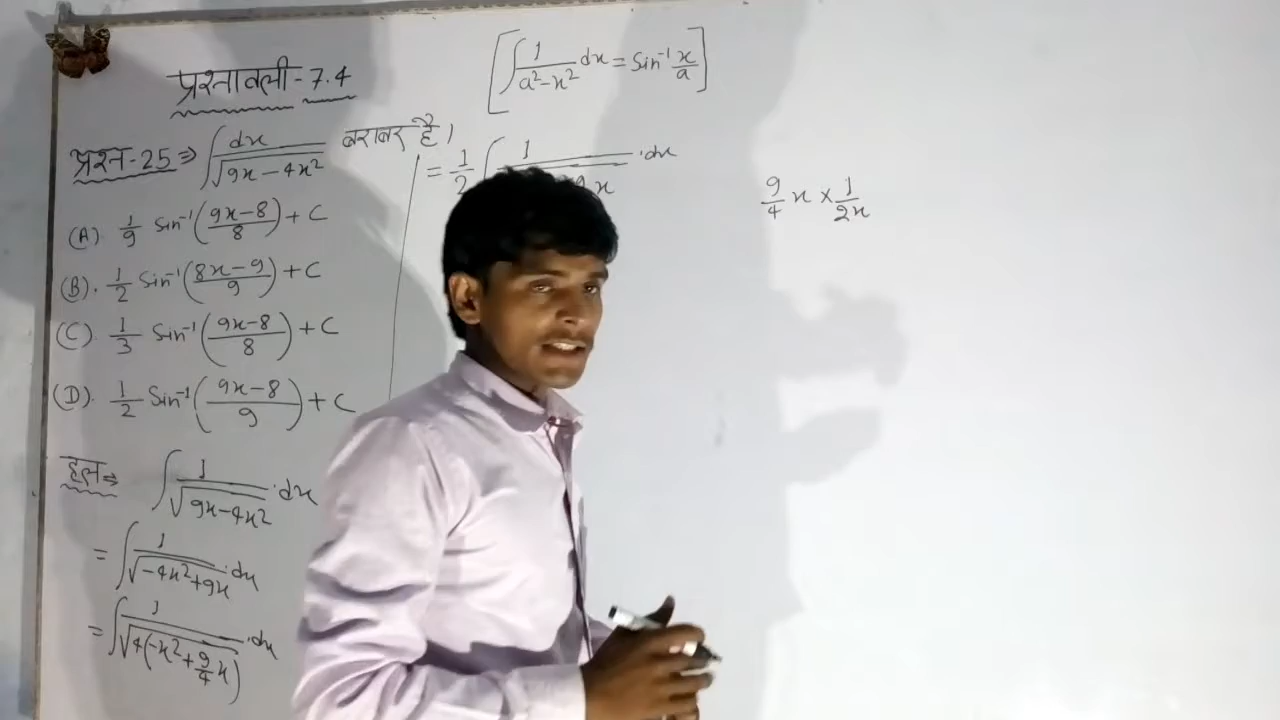 प्रश्नावली-7.4
[∫ 1/(a²-x²) dx = Sin⁻¹ x/a]
प्रश्न-25 ⇒ ∫ dx/√(9x-4x²) बराबर है।
(A). 1/9 Sin⁻¹((9x-8)/8) + C
(B). 1/2 Sin⁻¹((8x-9)/9) + C
(C). 1/3 Sin⁻¹((9x-8)/8) + C
(D). 1/2 Sin⁻¹((9x-8)/9) + C
हल ⇒ ∫ 1/√(9x-4x²) .dx
= ∫ 1/√(-4x²+9x) .dx
= ∫ 1/√(4(-x²+9/4 x)) .dx
= 1/2 ∫ 1/ x .dx
9/4 x × 1/2x